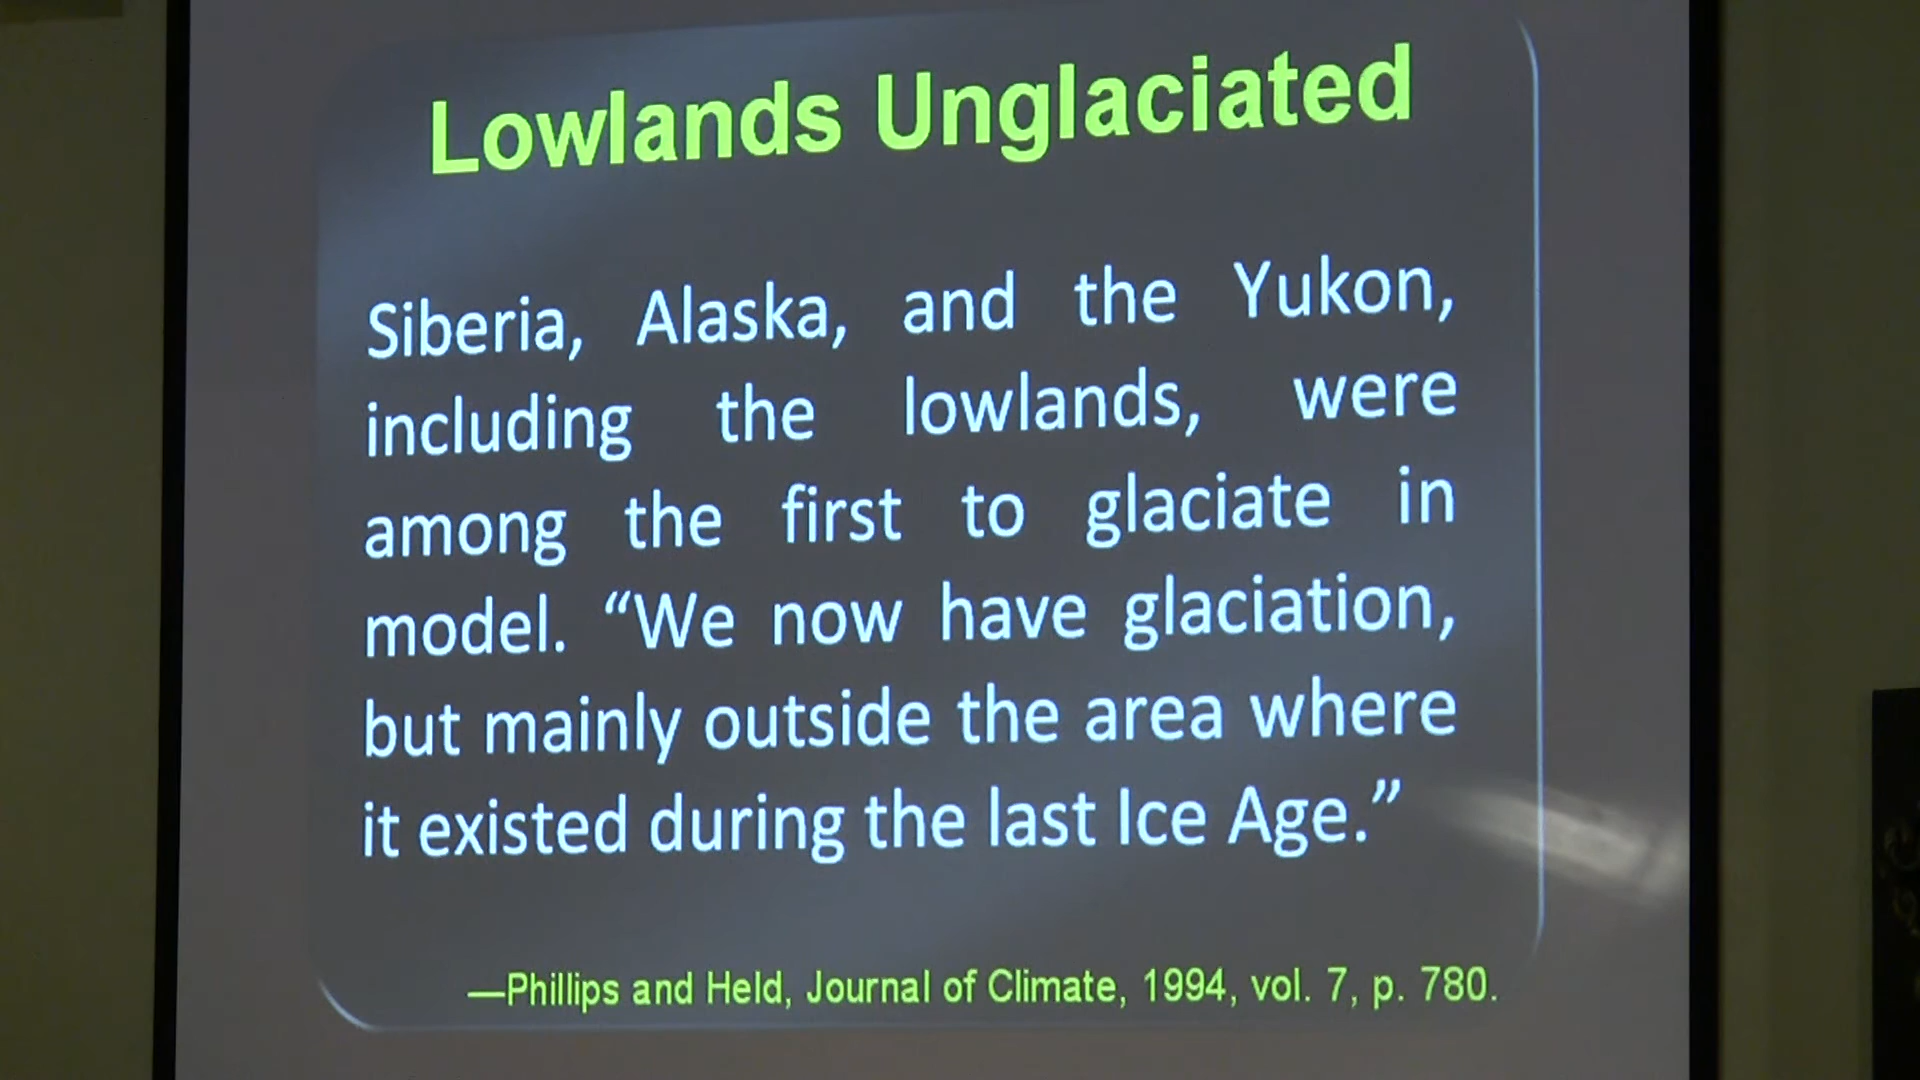 Lowlands Unglaciated
Siberia, Alaska, and the Yukon,
including the lowlands, were
among the first to glaciate in
model. “We now have glaciation,
but mainly outside the area where
it existed during the last Ice Age.”
—Phillips and Held, Journal of Climate, 1994, vol. 7, p. 780.